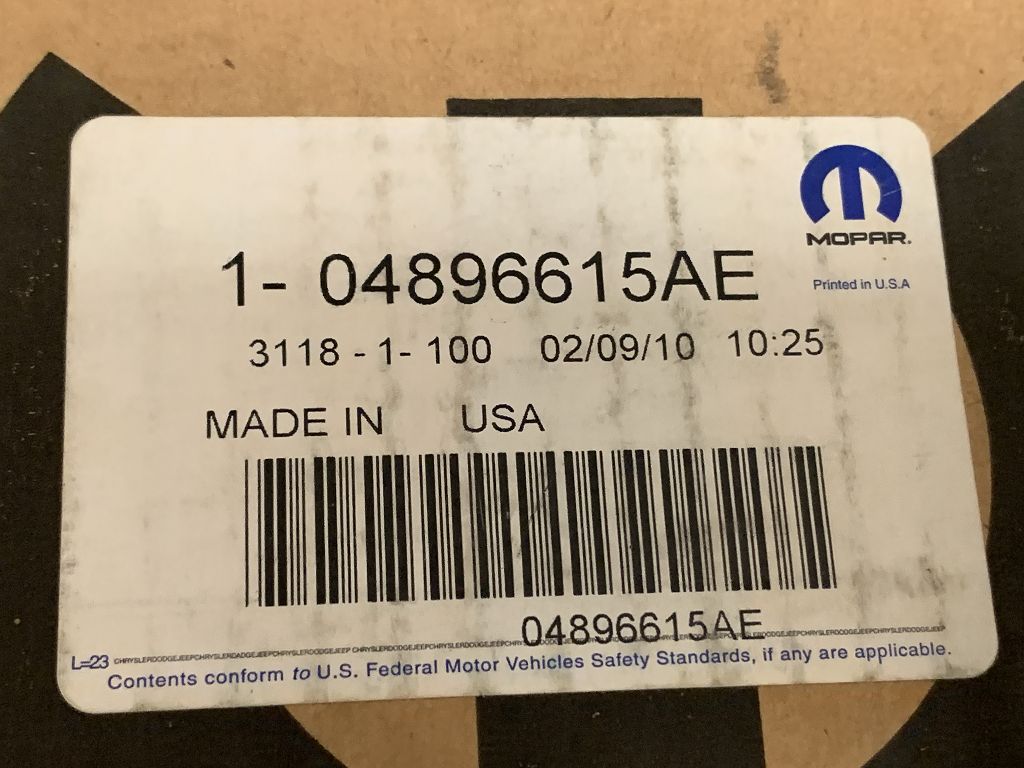 MOPAR.
Printed in U.S.A
1- 04896615AE
3118 - 1- 100 02/09/10 10:25
MADE IN USA
04896615AE
L=23
Contents conform to U.S. Federal Motor Vehicles Safety Standards, if any are applicable.